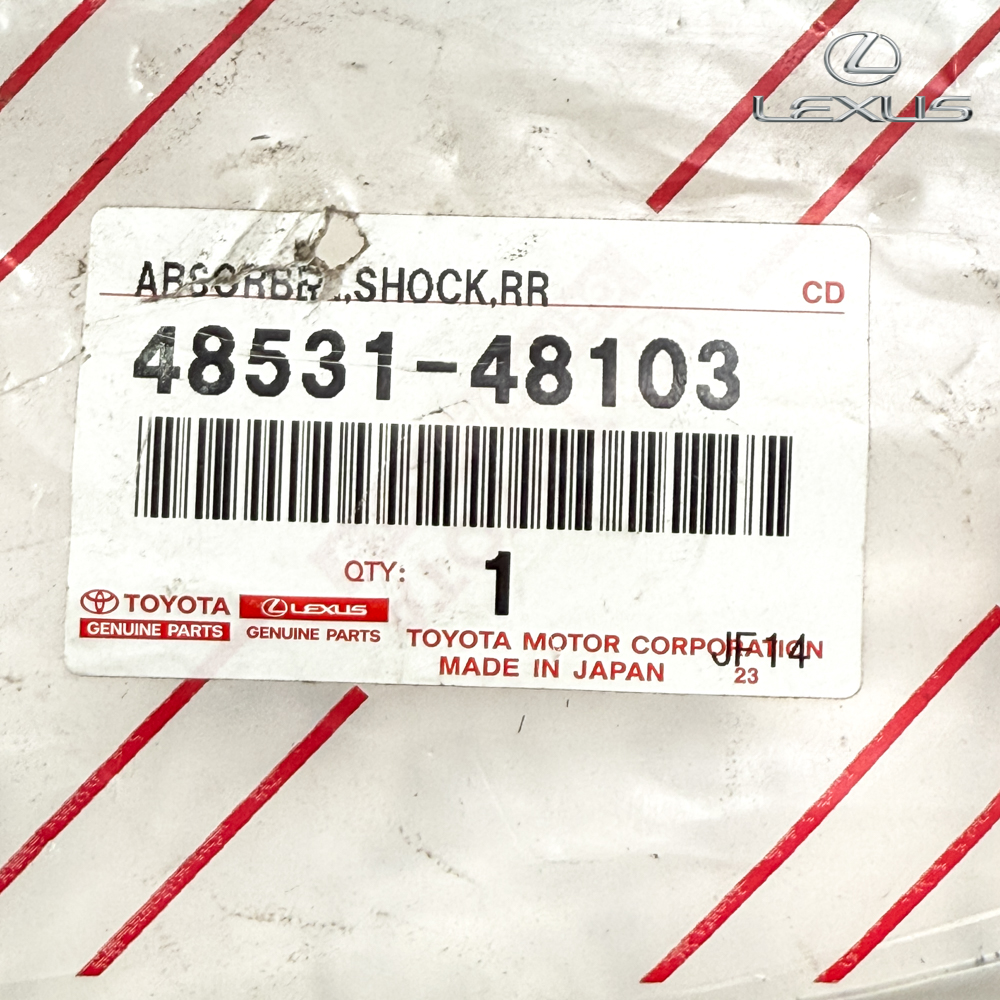 LEXUS
ABSORBER,SHOCK,RR
CD
48531-48103
QTY: 1
TOYOTA
GENUINE PARTS
LEXUS
GENUINE PARTS
TOYOTA MOTOR CORPORATION
JF14
MADE IN JAPAN
23